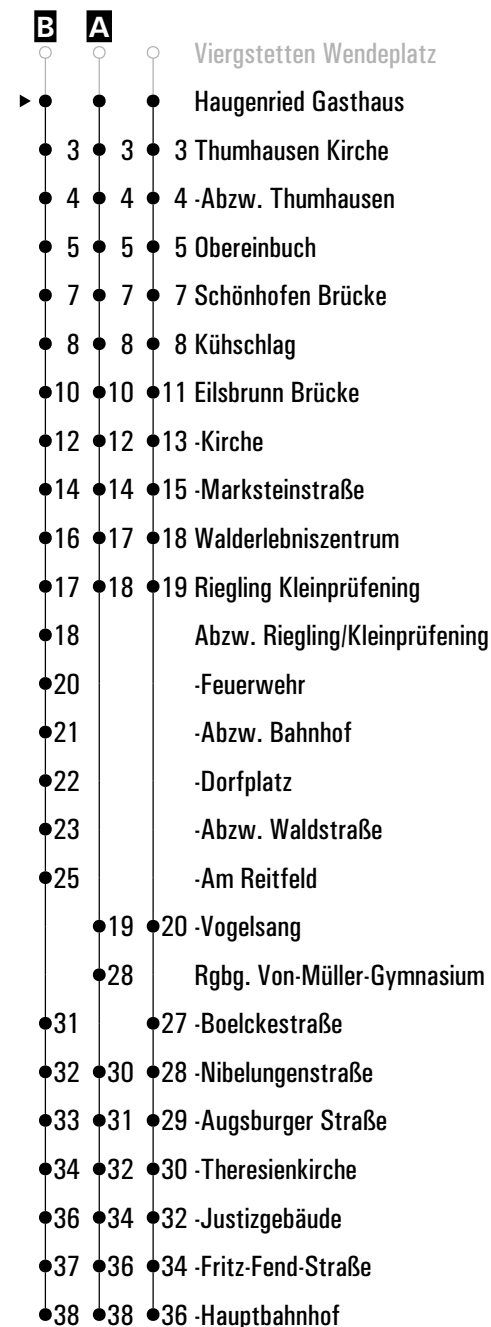 B A
Viergstetten Wendeplatz
Haugenried Gasthaus
3 3 3 Thumhausen Kirche
4 4 4 -Abzw. Thumhausen
5 5 5 Obereinbuch
7 7 7 Schönhofen Brücke
8 8 8 Kühschlag
10 10 11 Eilsbrunn Brücke
12 12 13 -Kirche
14 14 15 -Marksteinstraße
16 17 18 Walderlebniszentrum
17 18 19 Riegling Kleinprüfening
18 Abzw. Riegling/Kleinprüfening
20 -Feuerwehr
21 -Abzw. Bahnhof
22 -Dorfplatz
23 -Abzw. Waldstraße
25 -Am Reitfeld
19 20 -Vogelsang
28 Rgbg. Von-Müller-Gymnasium
31 27 -Boelckestraße
32 30 28 -Nibelungenstraße
33 31 29 -Augsburger Straße
34 32 30 -Theresienkirche
36 34 32 -Justizgebäude
37 36 34 -Fritz-Fend-Straße
38 38 36 -Hauptbahnhof